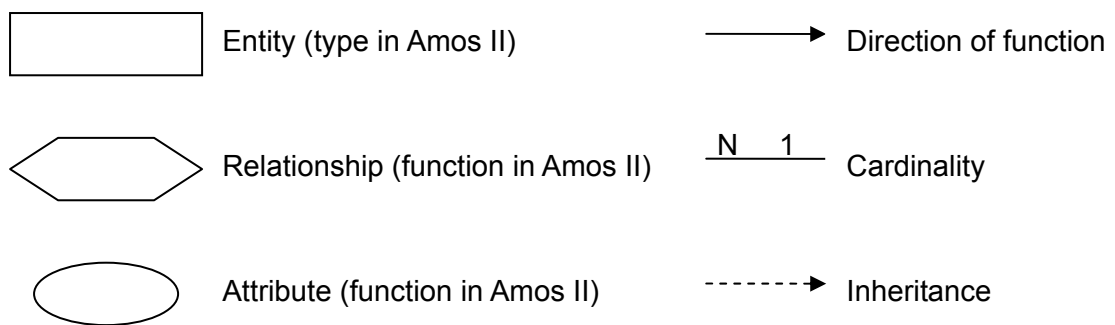 Entity (type in Amos II)
Direction of function
Relationship (function in Amos II)
N 1
Cardinality
Attribute (function in Amos II)
Inheritance